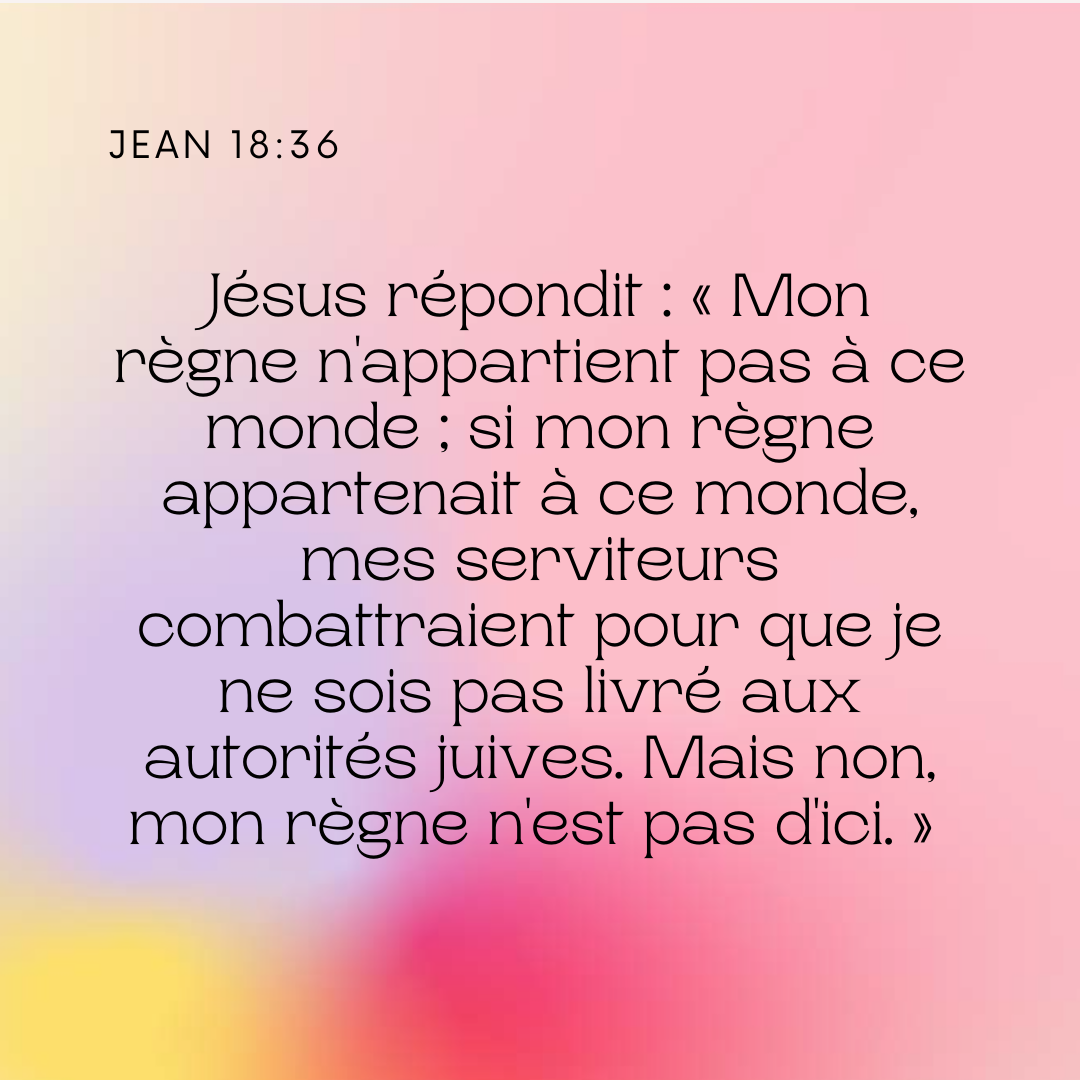 JEAN 18:36
Jésus répondit : « Mon
règne n'appartient pas à ce
monde ; si mon règne
appartenait à ce monde,
mes serviteurs
combattraient pour que je
ne sois pas livré aux
autorités juives. Mais non,
mon règne n'est pas d'ici. »